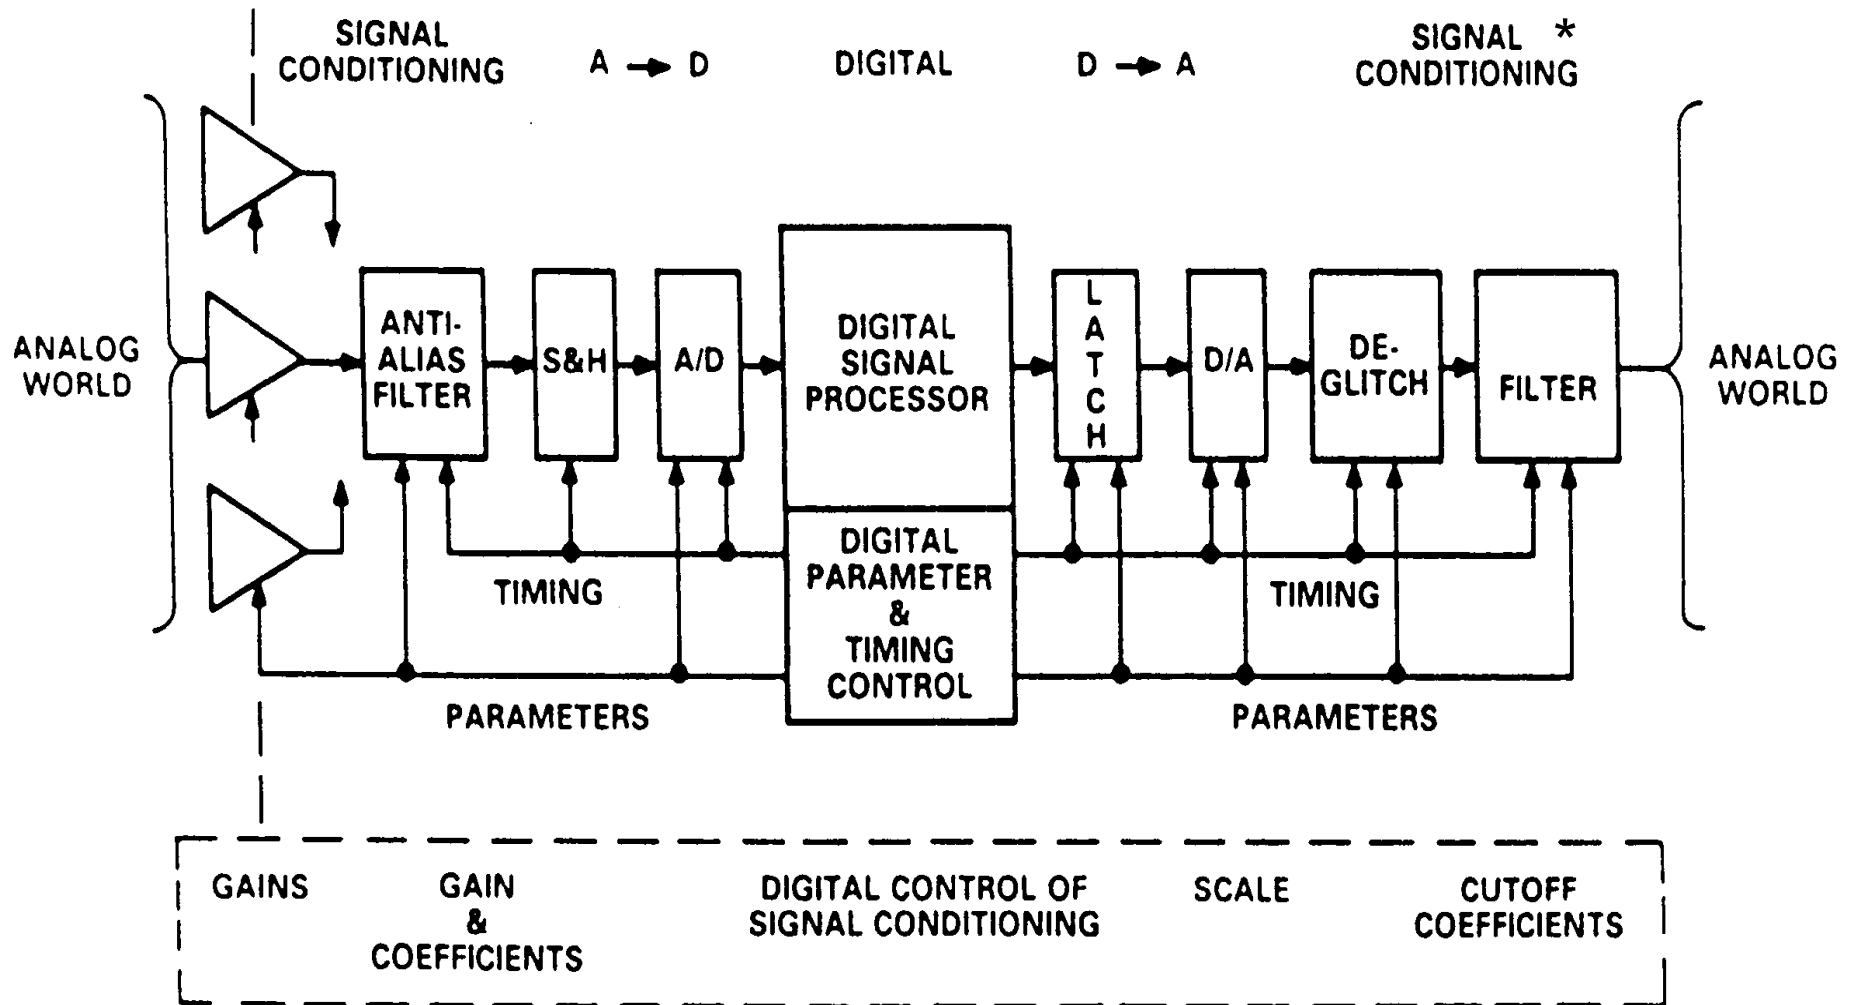 SIGNAL
CONDITIONING
A → D
DIGITAL
D → A
SIGNAL *
CONDITIONING
ANALOG
WORLD
ANTI-
ALIAS
FILTER
S&H
A/D
DIGITAL
SIGNAL
PROCESSOR
LATCH
D/A
DE-
GLITCH
FILTER
ANALOG
WORLD
TIMING
DIGITAL
PARAMETER
&
TIMING
CONTROL
TIMING
PARAMETERS
PARAMETERS
GAINS
GAIN
&
COEFFICIENTS
DIGITAL CONTROL OF
SIGNAL CONDITIONING
SCALE
CUTOFF
COEFFICIENTS